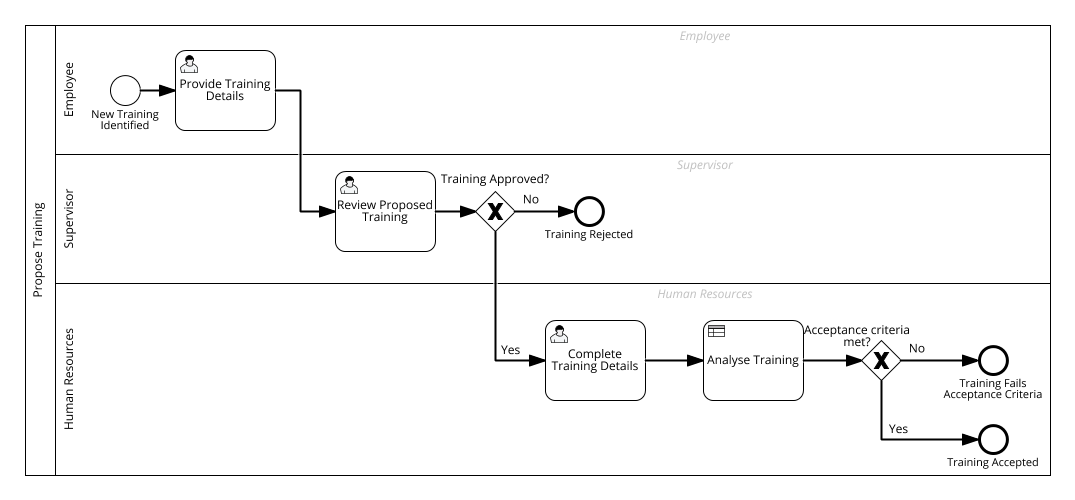 Propose Training
Employee
Employee
New Training
Identified
Provide Training
Details
Supervisor
Supervisor
Review Proposed
Training
Training Approved?
No
Training Rejected
Yes
Human Resources
Human Resources
Complete
Training Details
Analyse Training
Acceptance criteria
met?
No
Training Fails
Acceptance Criteria
Yes
Training Accepted